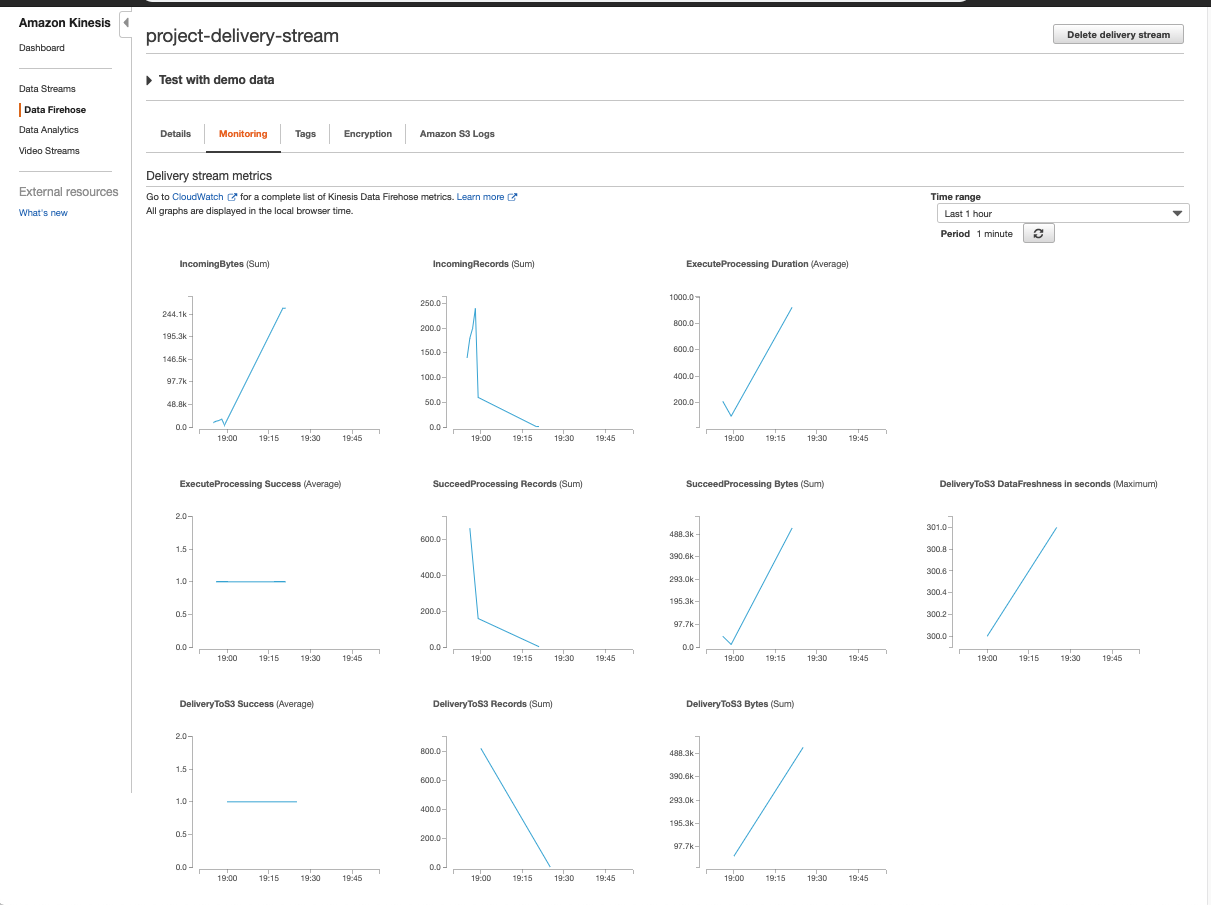 Amazon Kinesis
Dashboard
Data Streams
Data Firehose
Data Analytics
Video Streams
External resources
What's new
project-delivery-stream
Delete delivery stream
Test with demo data
Details
Monitoring
Tags
Encryption
Amazon S3 Logs
Delivery stream metrics
Go to CloudWatch for a complete list of Kinesis Data Firehose metrics. Learn more
All graphs are displayed in the local browser time.
Time range
Last 1 hour
Period 1 minute
IncomingBytes (Sum)
244.1k
195.3k
146.5k
97.7k
48.8k
0.0
19:00 19:15 19:30 19:45
IncomingRecords (Sum)
250.0
200.0
150.0
100.0
50.0
0.0
19:00 19:15 19:30 19:45
ExecuteProcessing Duration (Average)
1000.0
800.0
600.0
400.0
200.0
19:00 19:15 19:30 19:45
ExecuteProcessing Success (Average)
2.0
1.5
1.0
0.5
0.0
19:00 19:15 19:30 19:45
SucceedProcessing Records (Sum)
600.0
400.0
200.0
0.0
19:00 19:15 19:30 19:45
SucceedProcessing Bytes (Sum)
488.3k
390.6k
293.0k
195.3k
97.7k
0.0
19:00 19:15 19:30 19:45
DeliveryToS3 DataFreshness in seconds (Maximum)
301.0
300.8
300.6
300.4
300.2
300.0
19:00 19:15 19:30 19:45
DeliveryToS3 Success (Average)
2.0
1.5
1.0
0.5
0.0
19:00 19:15 19:30 19:45
DeliveryToS3 Records (Sum)
800.0
600.0
400.0
200.0
0.0
19:00 19:15 19:30 19:45
DeliveryToS3 Bytes (Sum)
488.3k
390.6k
293.0k
195.3k
97.7k
19:00 19:15 19:30 19:45